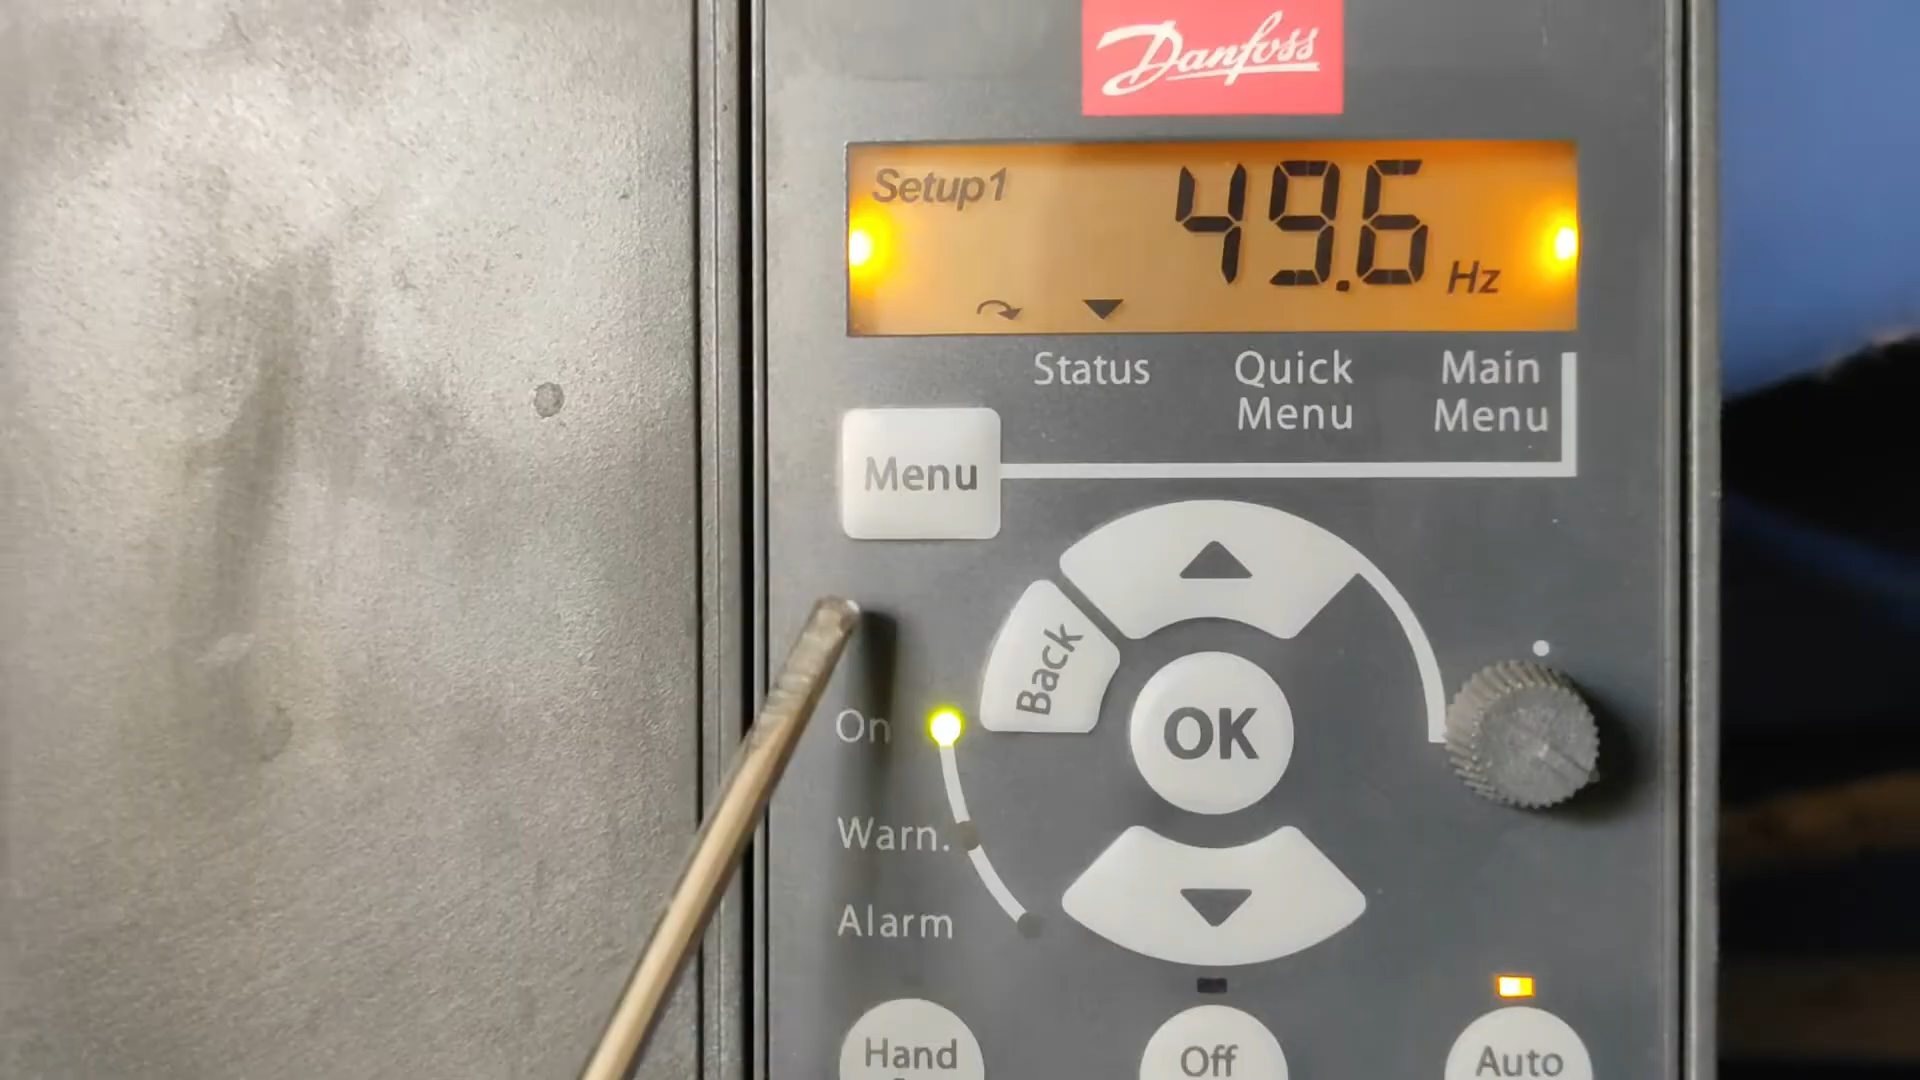 Danfoss
Setup1
49.6 Hz
Status
Quick Menu
Main Menu
Menu
Back
OK
On
Warn.
Alarm
Hand
Off
Auto